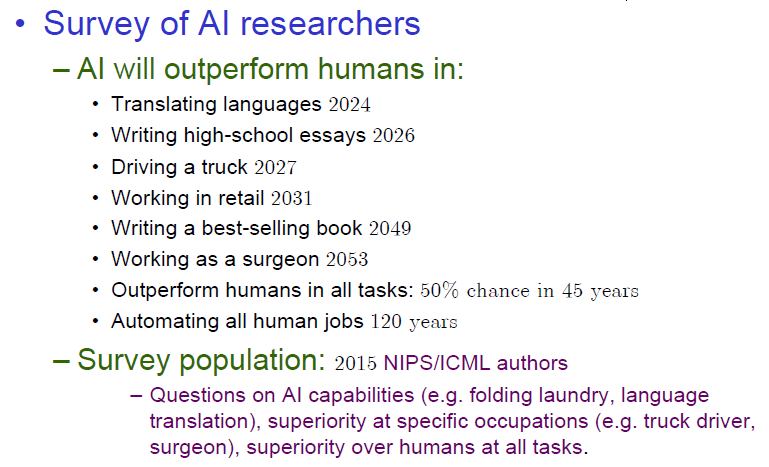 • Survey of AI researchers
– AI will outperform humans in:
• Translating languages 2024
• Writing high-school essays 2026
• Driving a truck 2027
• Working in retail 2031
• Writing a best-selling book 2049
• Working as a surgeon 2053
• Outperform humans in all tasks: 50% chance in 45 years
• Automating all human jobs 120 years
– Survey population: 2015 NIPS/ICML authors
– Questions on AI capabilities (e.g. folding laundry, language
translation), superiority at specific occupations (e.g. truck driver,
surgeon), superiority over humans at all tasks.